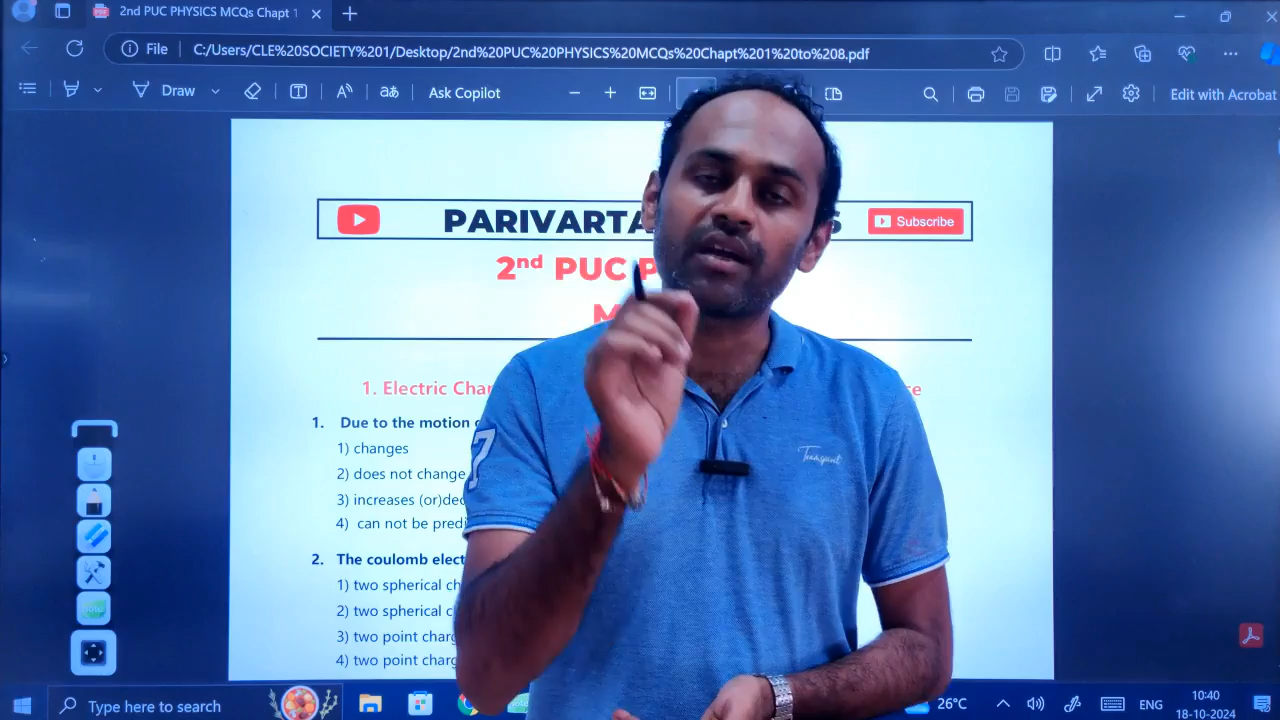 2nd PUC PHYSICS MCQs Chapt 1
File
C:/Users/CLE%20SOCIETY%201/Desktop/2nd%20PUC%20PHYSICS%20MCQs%20Chapt%201%20to%208.pdf
Draw
aあ
Ask Copilot
Edit with Acrobat
PARIVARTA
Subscribe
2nd PUC P
1. Electric Char
1. Due to the motion
1) changes
2) does not change
3) increases (or)dec
4) can not be predi
2. The coulomb elect
1) two spherical ch
2) two spherical c
3) two point charg
4) two point charg
7
Type here to search
26°C
ENG
10:40
18-10-2024